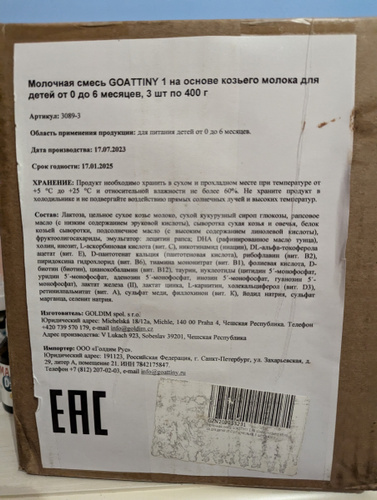 Молочная смесь GOATTINY 1 на основе козьего молока для
детей от 0 до 6 месяцев, 3 шт по 400 г
Артикул: 3089-3
Область применения продукции: для питания детей от 0 до 6 месяцев.
Дата производства: 17.07.2023
Срок годности: 17.01.2025
ХРАНЕНИЕ: Продукт необходимо хранить в сухом и прохладном месте при температуре от
+5 °С до +25 °С и относительной влажности не более 60%. Не храните продукт в
холодильнике и не подвергайте воздействию прямых солнечных лучей и высоких температур.
Состав: Лактоза, цельное сухое козье молоко, сухой кукурузный сироп глюкозы, рапсовое
масло (с низким содержанием эруковой кислоты), сыворотка сухая козья и овечья, белок
козьей сыворотки, подсолнечное масло (с высоким содержанием линолевой кислоты),
фруктоолигосахариды, эмульгатор: лецитин рапса; DHA (рафинированное масло тунца),
холин, инозит, L-аскорбиновая кислота (вит. С), никотинамид (ниацин), DL-альфа-токоферола
ацетат (вит. Е), D-пантотенат кальция (пантотеновая кислота), рибофлавин (вит. В2),
пиридоксина гидрохлорид (вит. В6), тиамина мононитрат (вит. В1), фолиевая кислота, D-
биотин (биотин), цианокобаламин (вит. В12), таурин, нуклеотиды (цитидин 5'-монофосфат,
уридин 5'-монофосфат, аденозин 5'-монофосфат, инозин 5'-монофосфат, гуанозин 5'-
монофосфат), лактат железа (II), лактат цинка, L-карнитин, холекальциферол (вит. D3),
ретинилпальмитат (вит. А), сульфат меди, филлохинон (вит. К), йодид натрия, сульфат
марганца, селенит натрия.
Изготовитель: GOLDIM spol. s r.o.
Юридический адрес: Michelská 18/12a, Michle, 140 00 Praha 4, Чешская Республика. Телефон
+420 739 570 179, e-mail info@goldim.cz
Адрес производства: V Lukach 923, Sobeslav 39201, Чешская Республика.
Импортер: ООО «Голдим Рус».
Юридический адрес: 191123, Российская Федерация, г. Санкт-Петербург, ул. Захарьевская, д.
29, литер А, помещение 21. ИНН 7842175847.
Телефон +7 (812) 207-02-03, e-mail info@goattiny.ru
EAC